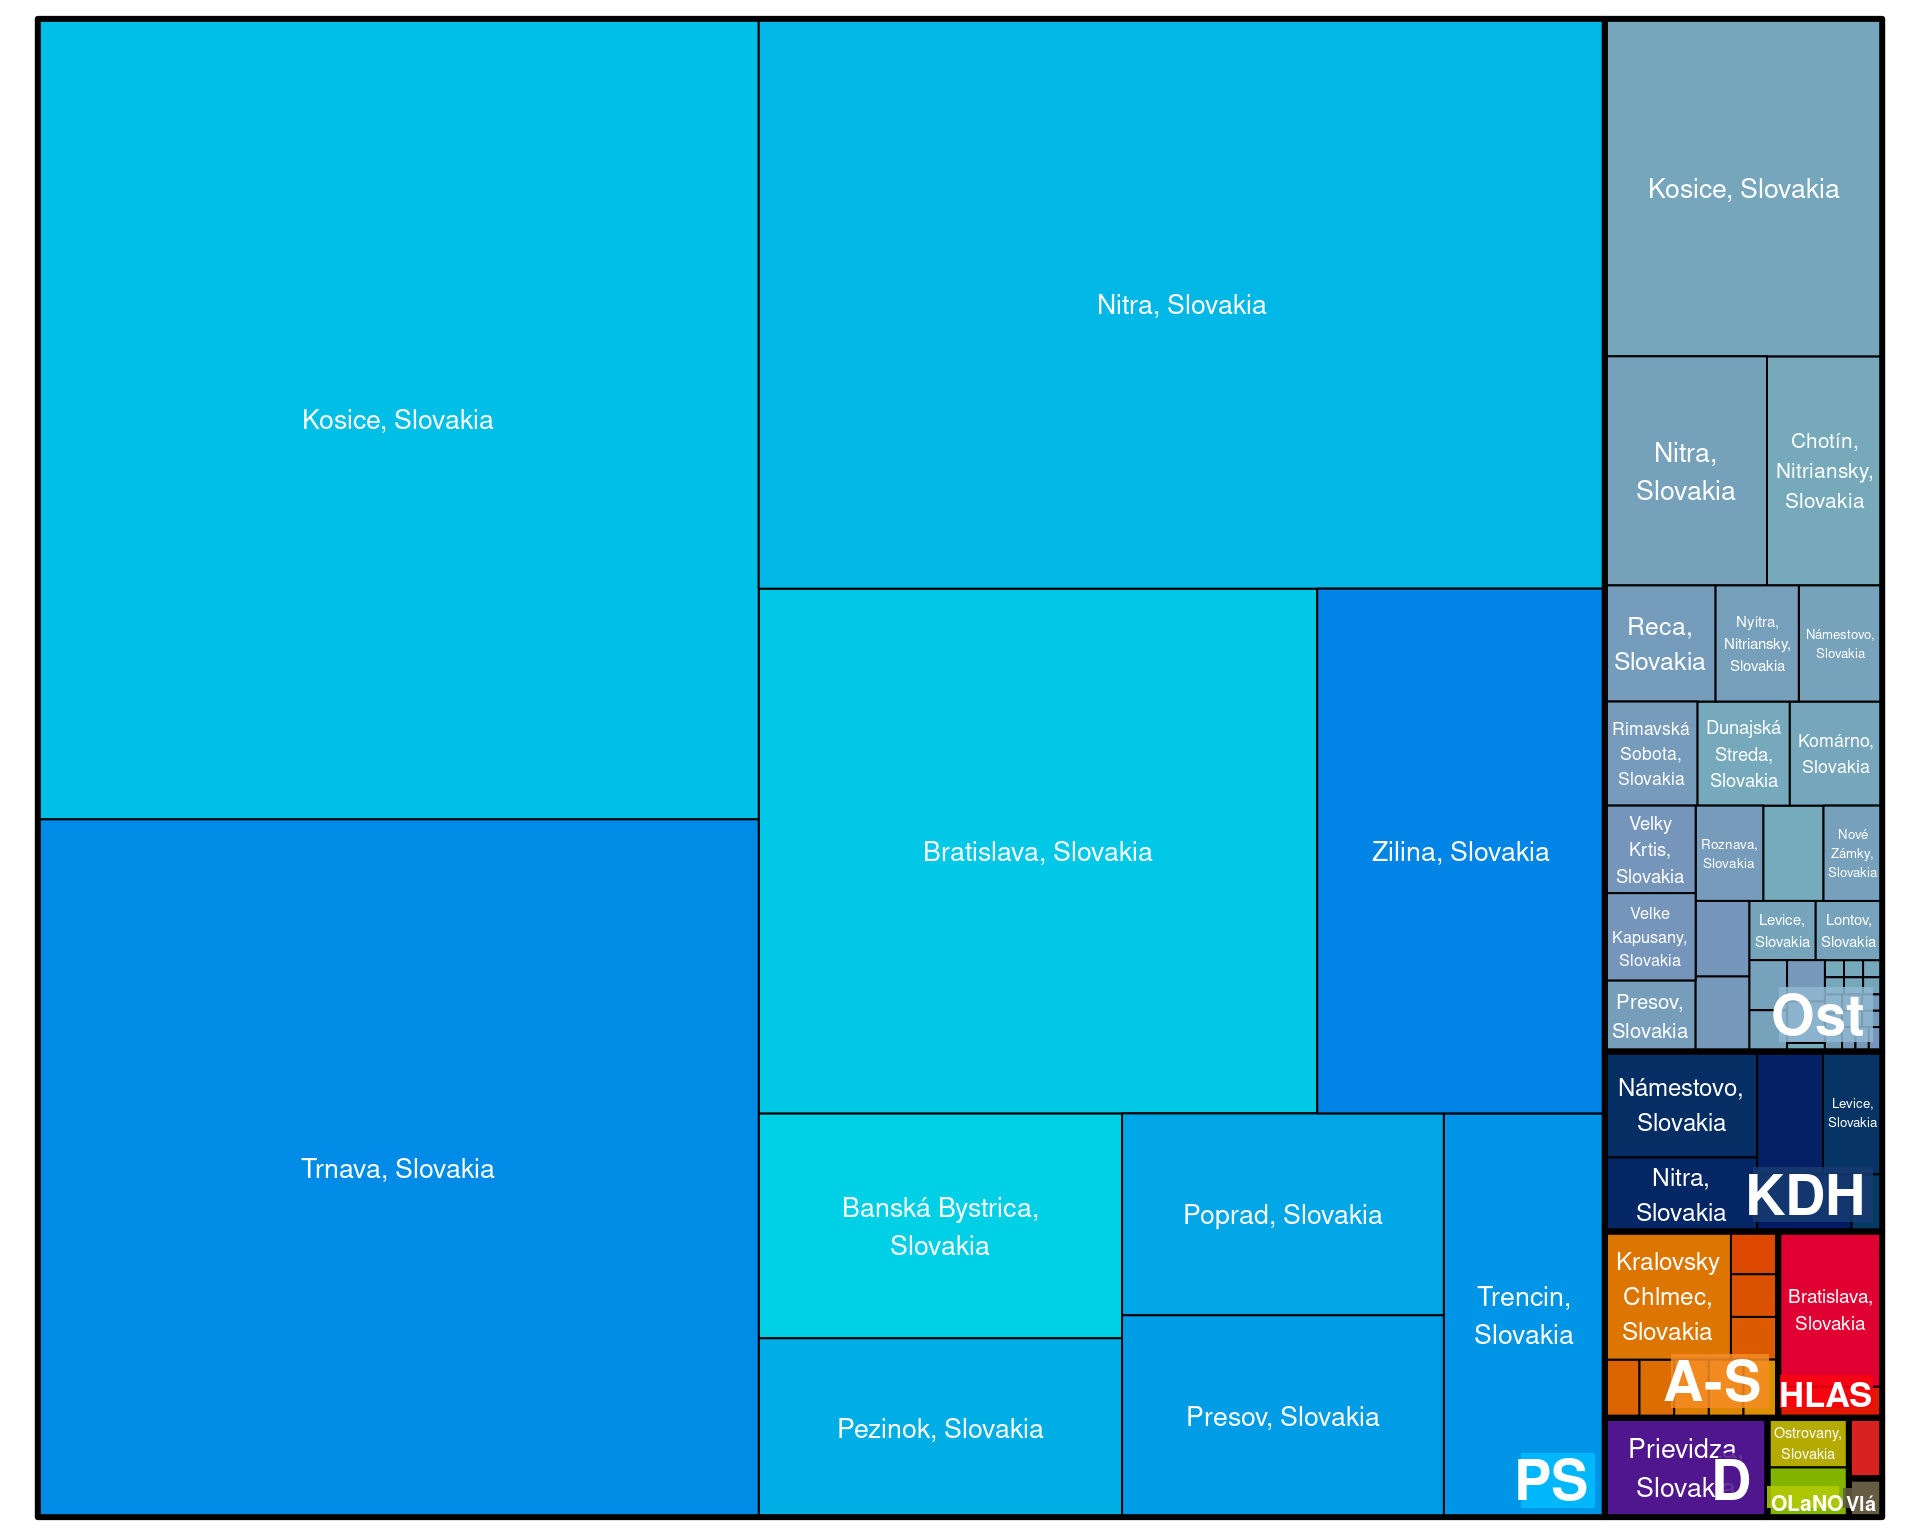 Kosice, Slovakia
Nitra, Slovakia
Trnava, Slovakia
Bratislava, Slovakia
Zilina, Slovakia
Banská Bystrica,
Slovakia
Pezinok, Slovakia
Poprad, Slovakia
Presov, Slovakia
Trencin,
Slovakia
PS
Kosice, Slovakia
Nitra,
Slovakia
Chotín,
Nitriansky,
Slovakia
Reca,
Slovakia
Nyitra,
Nitriansky,
Slovakia
Námestovo,
Slovakia
Rimavská
Sobota,
Slovakia
Dunajská
Streda,
Slovakia
Komárno,
Slovakia
Velky
Krtis,
Slovakia
Roznava,
Slovakia
Nové
Zámky,
Slovakia
Velke
Kapusany,
Slovakia
Levice,
Slovakia
Lontov,
Slovakia
Presov,
Slovakia
Ost
Námestovo,
Slovakia
Levice,
Slovakia
Nitra,
Slovakia
KDH
Kralovsky
Chlmec,
Slovakia
A-S
Bratislava,
Slovakia
HLAS
Prievidza,
Slovakia
D
Ostrovany,
Slovakia
OLaNO
Vlá